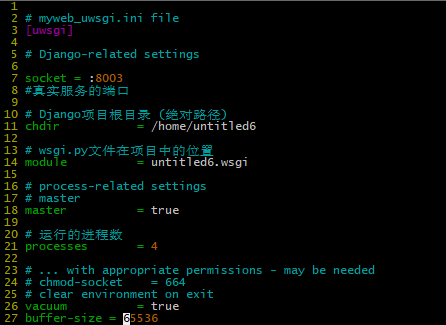 1
2 # myweb_uwsgi.ini file
3 [uwsgi]
4
5 # Django-related settings
6
7 socket = :8003
8 #真实服务的端口
9
10 # Django项目根目录 (绝对路径)
11 chdir = /home/untitled6
12
13 # wsgi.py文件在项目中的位置
14 module = untitled6.wsgi
15
16 # process-related settings
17 # master
18 master = true
19
20 # 运行的进程数
21 processes = 4
22
23 # ... with appropriate permissions - may be needed
24 # chmod-socket = 664
25 # clear environment on exit
26 vacuum = true
27 buffer-size = 65536